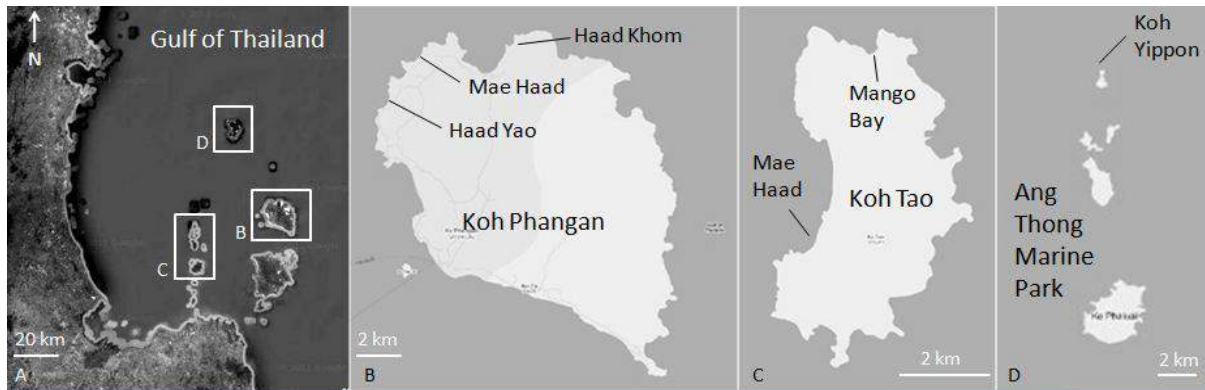 N
Gulf of Thailand
D
B
C
20 km
A
Haad Khom
Mae Haad
Haad Yao
Koh Phangan
2 km
B
Mango
Bay
Mae
Haad
Koh Tao
2 km
C
Koh
Yippon
Ang
Thong
Marine
Park
2 km
D